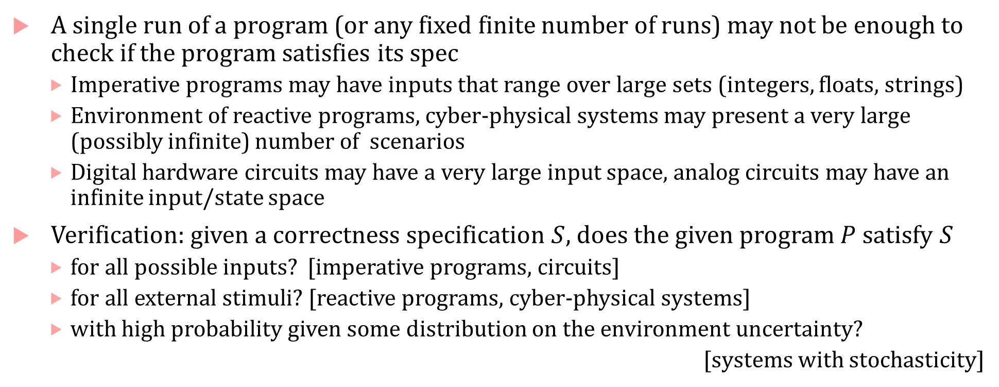 A single run of a program (or any fixed finite number of runs) may not be enough to
check if the program satisfies its spec
Imperative programs may have inputs that range over large sets (integers, floats, strings)
Environment of reactive programs, cyber-physical systems may present a very large
(possibly infinite) number of  scenarios
Digital hardware circuits may have a very large input space, analog circuits may have an
infinite input/state space
Verification: given a correctness specification S, does the given program P satisfy S
for all possible inputs?  [imperative programs, circuits]
for all external stimuli? [reactive programs, cyber-physical systems]
with high probability given some distribution on the environment uncertainty?
[systems with stochasticity]